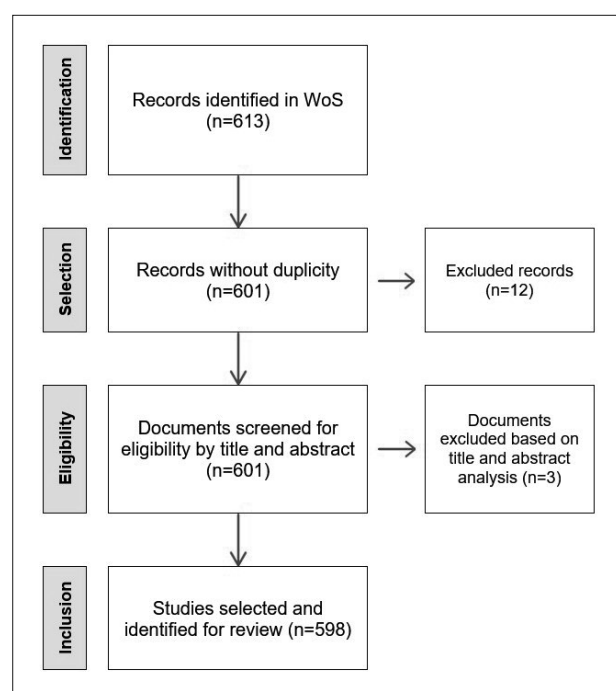 Identification
Records identified in WoS
(n=613)
Selection
Records without duplicity
(n=601)
Excluded records
(n=12)
Eligibility
Documents screened for
eligibility by title and abstract
(n=601)
Documents
excluded based on
title and abstract
analysis (n=3)
Inclusion
Studies selected and
identified for review (n=598)